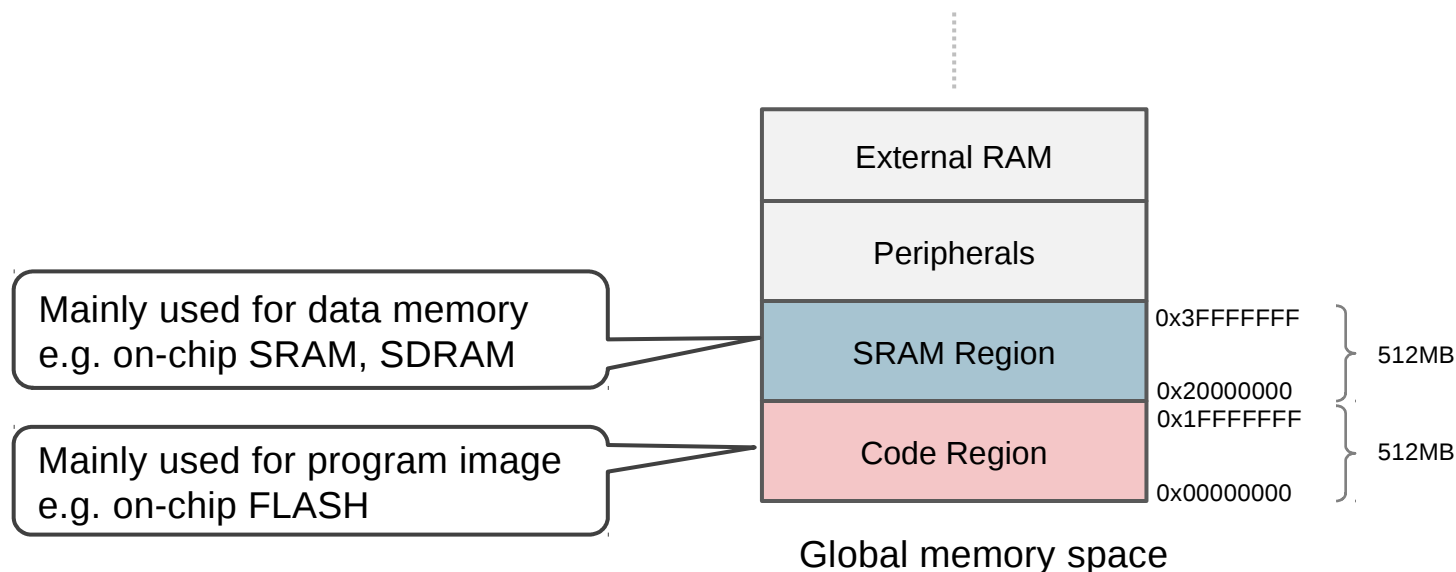 External RAM
Peripherals
Mainly used for data memory
e.g. on-chip SRAM, SDRAM
0x3FFFFFFF
SRAM Region
512MB
0x20000000
0x1FFFFFFF
Mainly used for program image
e.g. on-chip FLASH
Code Region
512MB
0x00000000
Global memory space